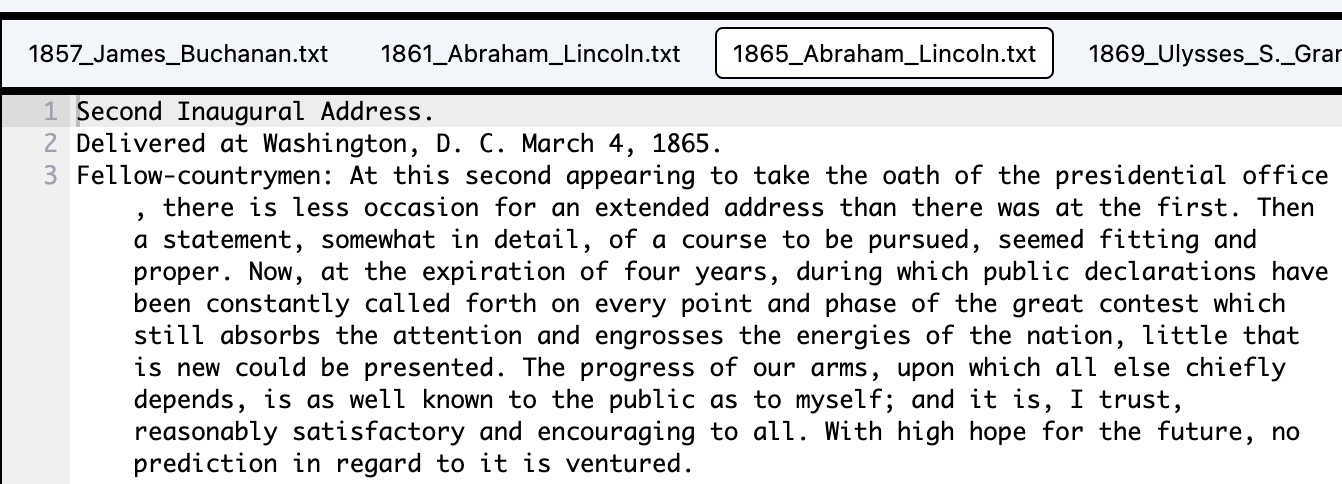 1857_James_Buchanan.txt 1861_Abraham_Lincoln.txt 1865_Abraham_Lincoln.txt 1869_Ulysses_S._Gran
1 Second Inaugural Address.
2 Delivered at Washington, D. C. March 4, 1865.
3 Fellow-countrymen: At this second appearing to take the oath of the presidential office
, there is less occasion for an extended address than there was at the first. Then
a statement, somewhat in detail, of a course to be pursued, seemed fitting and
proper. Now, at the expiration of four years, during which public declarations have
been constantly called forth on every point and phase of the great contest which
still absorbs the attention and engrosses the energies of the nation, little that
is new could be presented. The progress of our arms, upon which all else chiefly
depends, is as well known to the public as to myself; and it is, I trust,
reasonably satisfactory and encouraging to all. With high hope for the future, no
prediction in regard to it is ventured.